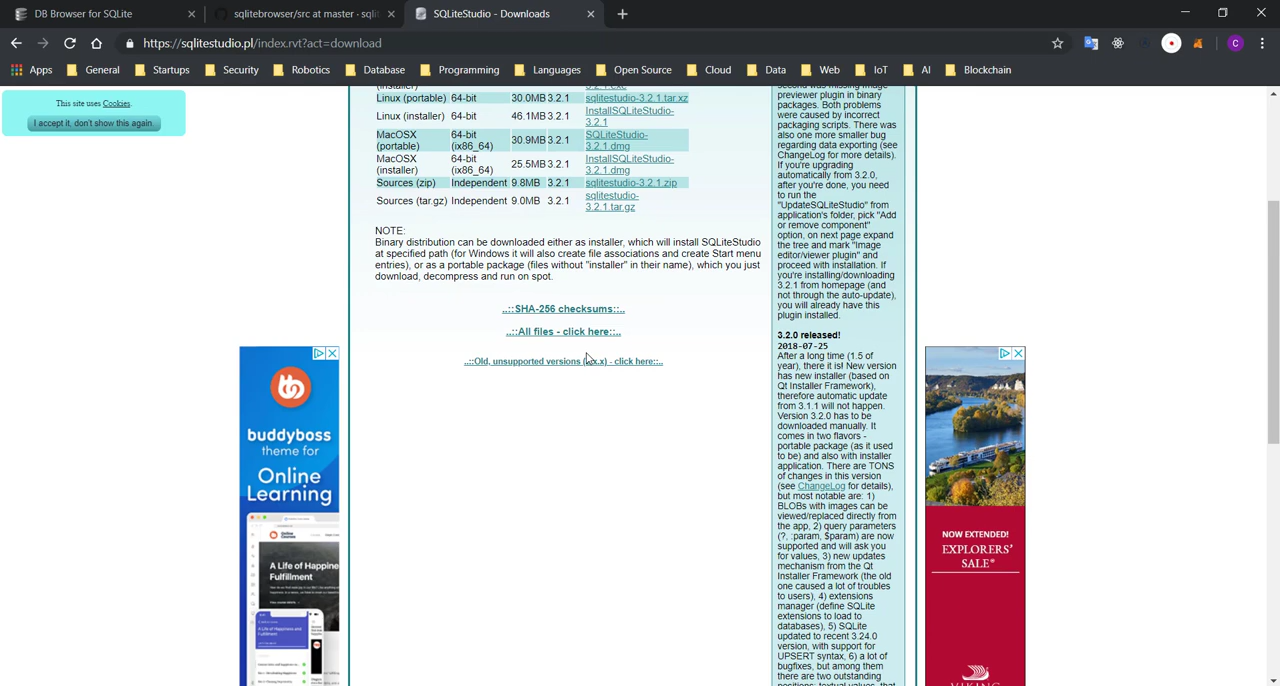 DB Browser for SQLite
sqlitebrowser/src at master · sqli
SQLiteStudio - Downloads
https://sqlitestudio.pl/index.rvt?act=download
C
Apps
General
Startups
Security
Robotics
Database
Programming
Languages
Open Source
Cloud
Data
Web
IoT
AI
Blockchain
This site uses Cookies.
I accept it, don't show this again.
(installer)
3.2.1.exe
Linux (portable) 64-bit 30.0MB 3.2.1 sqlitestudio-3.2.1.tar.xz
Linux (installer) 64-bit 46.1MB 3.2.1 InstallSQLiteStudio-
3.2.1
MacOSX
(portable)
64-bit
(ix86_64)
30.9MB 3.2.1
SQLiteStudio-
3.2.1.dmg
MacOSX
(installer)
64-bit
(ix86_64)
25.5MB 3.2.1
InstallSQLiteStudio-
3.2.1.dmg
Sources (zip) Independent 9.8MB 3.2.1 sqlitestudio-3.2.1.zip
Sources (tar.gz) Independent 9.0MB 3.2.1
sqlitestudio-
3.2.1.tar.gz
NOTE:
Binary distribution can be downloaded either as installer, which will install SQLiteStudio
at specified path (for Windows it will also create file associations and create Start menu
entries), or as a portable package (files without "installer" in their name), which you just
download, decompress and run on spot.
..::SHA-256 checksums::..
..::All files - click here::..
..::Old, unsupported versions ( .x.x) - click here::..
second was missing image
previewer plugin in binary
packages. Both problems
were caused by incorrect
packaging scripts. There was
also one more smaller bug
regarding data exporting (see
ChangeLog for more details).
If you're upgrading
automatically from 3.2.0,
after you're done, you need
to run the
"UpdateSQLiteStudio" from
application's folder, pick "Add
or remove component"
option, on next page expand
the tree and mark "Image
editor/viewer plugin" and
proceed with installation. If
you're installing/downloading
3.2.1 from homepage (and
not through the auto-update),
you will already have this
plugin installed.
3.2.0 released!
2018-07-25
After a long time (1.5 of
year), there it is! New version
has new installer (based on
Qt Installer Framework),
therefore automatic update
from 3.1.1 will not happen.
Version 3.2.0 has to be
downloaded manually. It
comes in two flavors -
portable package (as it used
to be) and also with installer
application. There are TONS
of changes in this version
(see ChangeLog for details),
but most notable are: 1)
BLOBs with images can be
viewed/replaced directly from
the app, 2) query parameters
(?, :param, $param) are now
supported and will ask you
for values, 3) new updates
mechanism from the Qt
Installer Framework (the old
one caused a lot of troubles
to users), 4) extensions
manager (define SQLite
extensions to load to
databases), 5) SQLite
updated to recent 3.24.0
version, with support for
UPSERT syntax, 6) a lot of
bugfixes, but among them
there are two outstanding
positions: textual values, that
buddyboss
theme for
Online
Learning
A Life of Happine
Fulfillment
A Life of Happiness and
Fulfillment
NOW EXTENDED!
EXPLORERS'
SALE*
VIKING